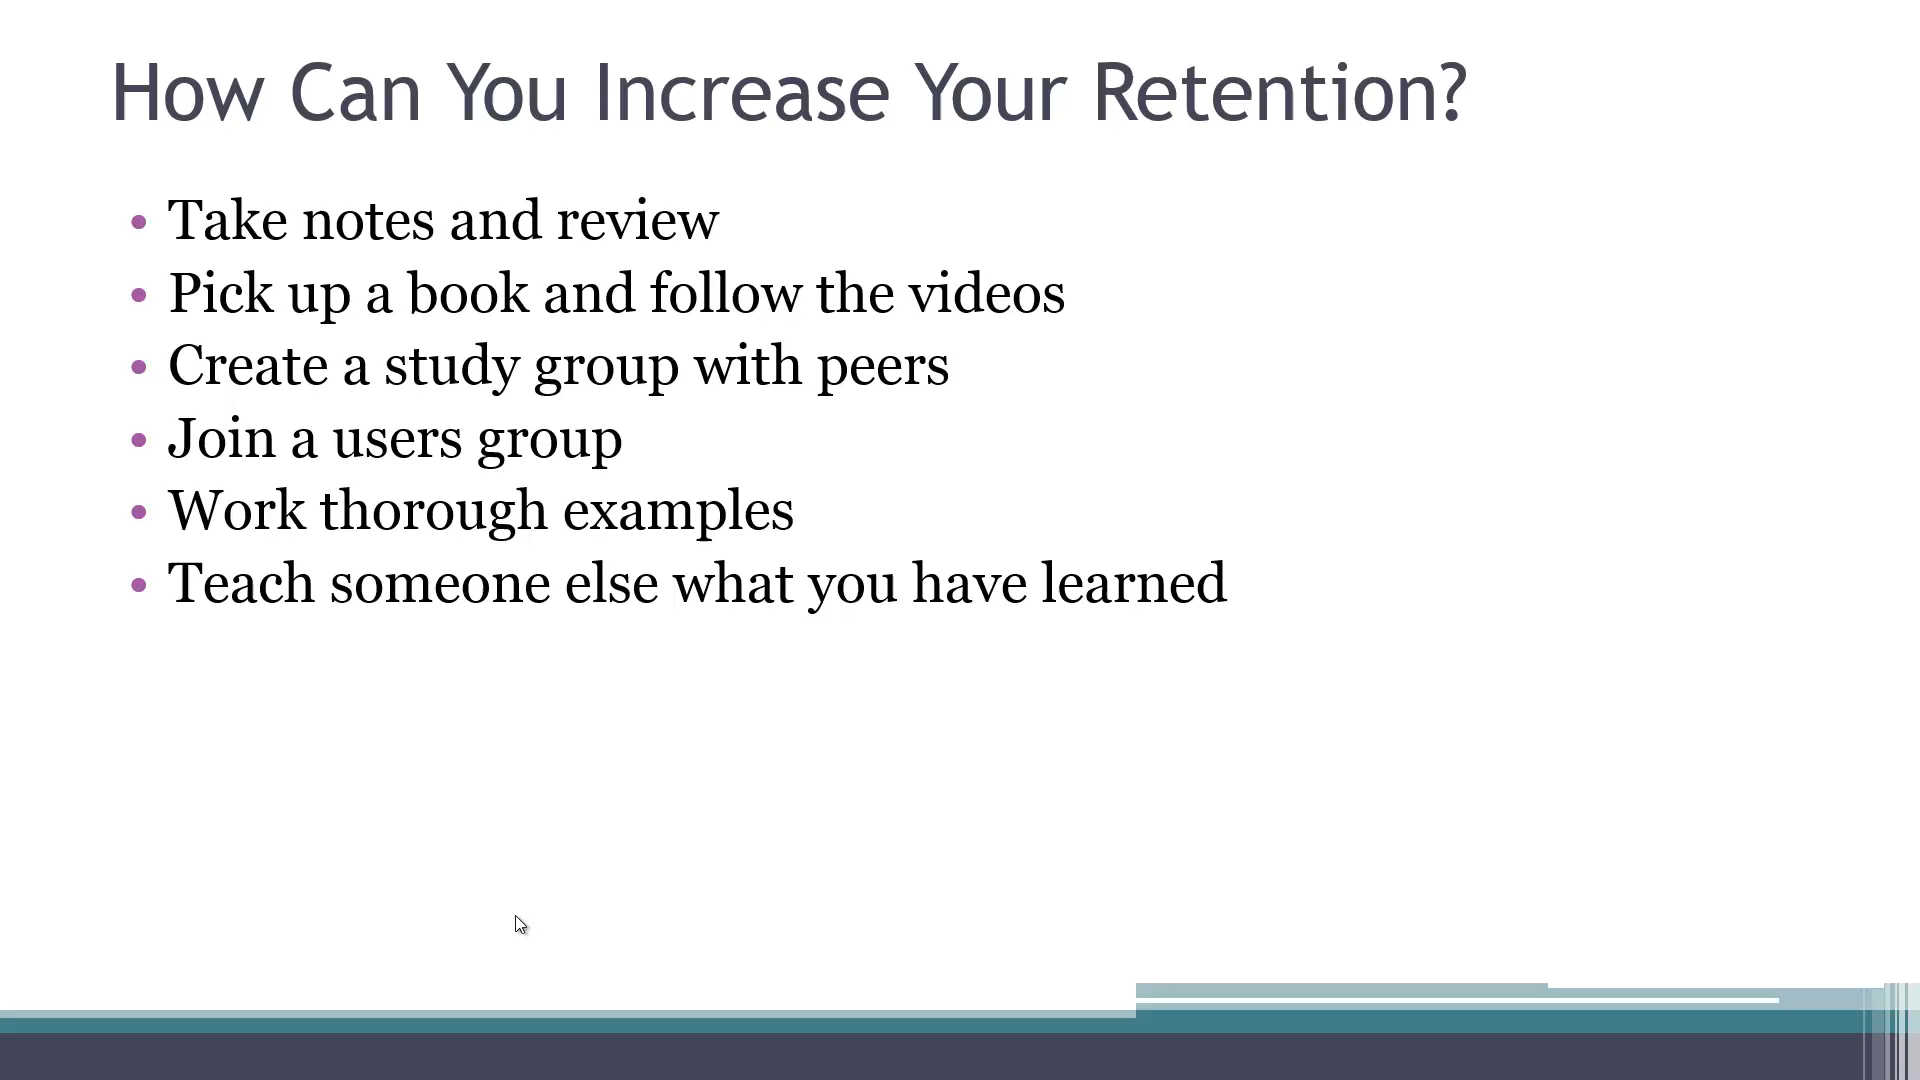 How Can You Increase Your Retention?
• Take notes and review
• Pick up a book and follow the videos
• Create a study group with peers
• Join a users group
• Work thorough examples
• Teach someone else what you have learned